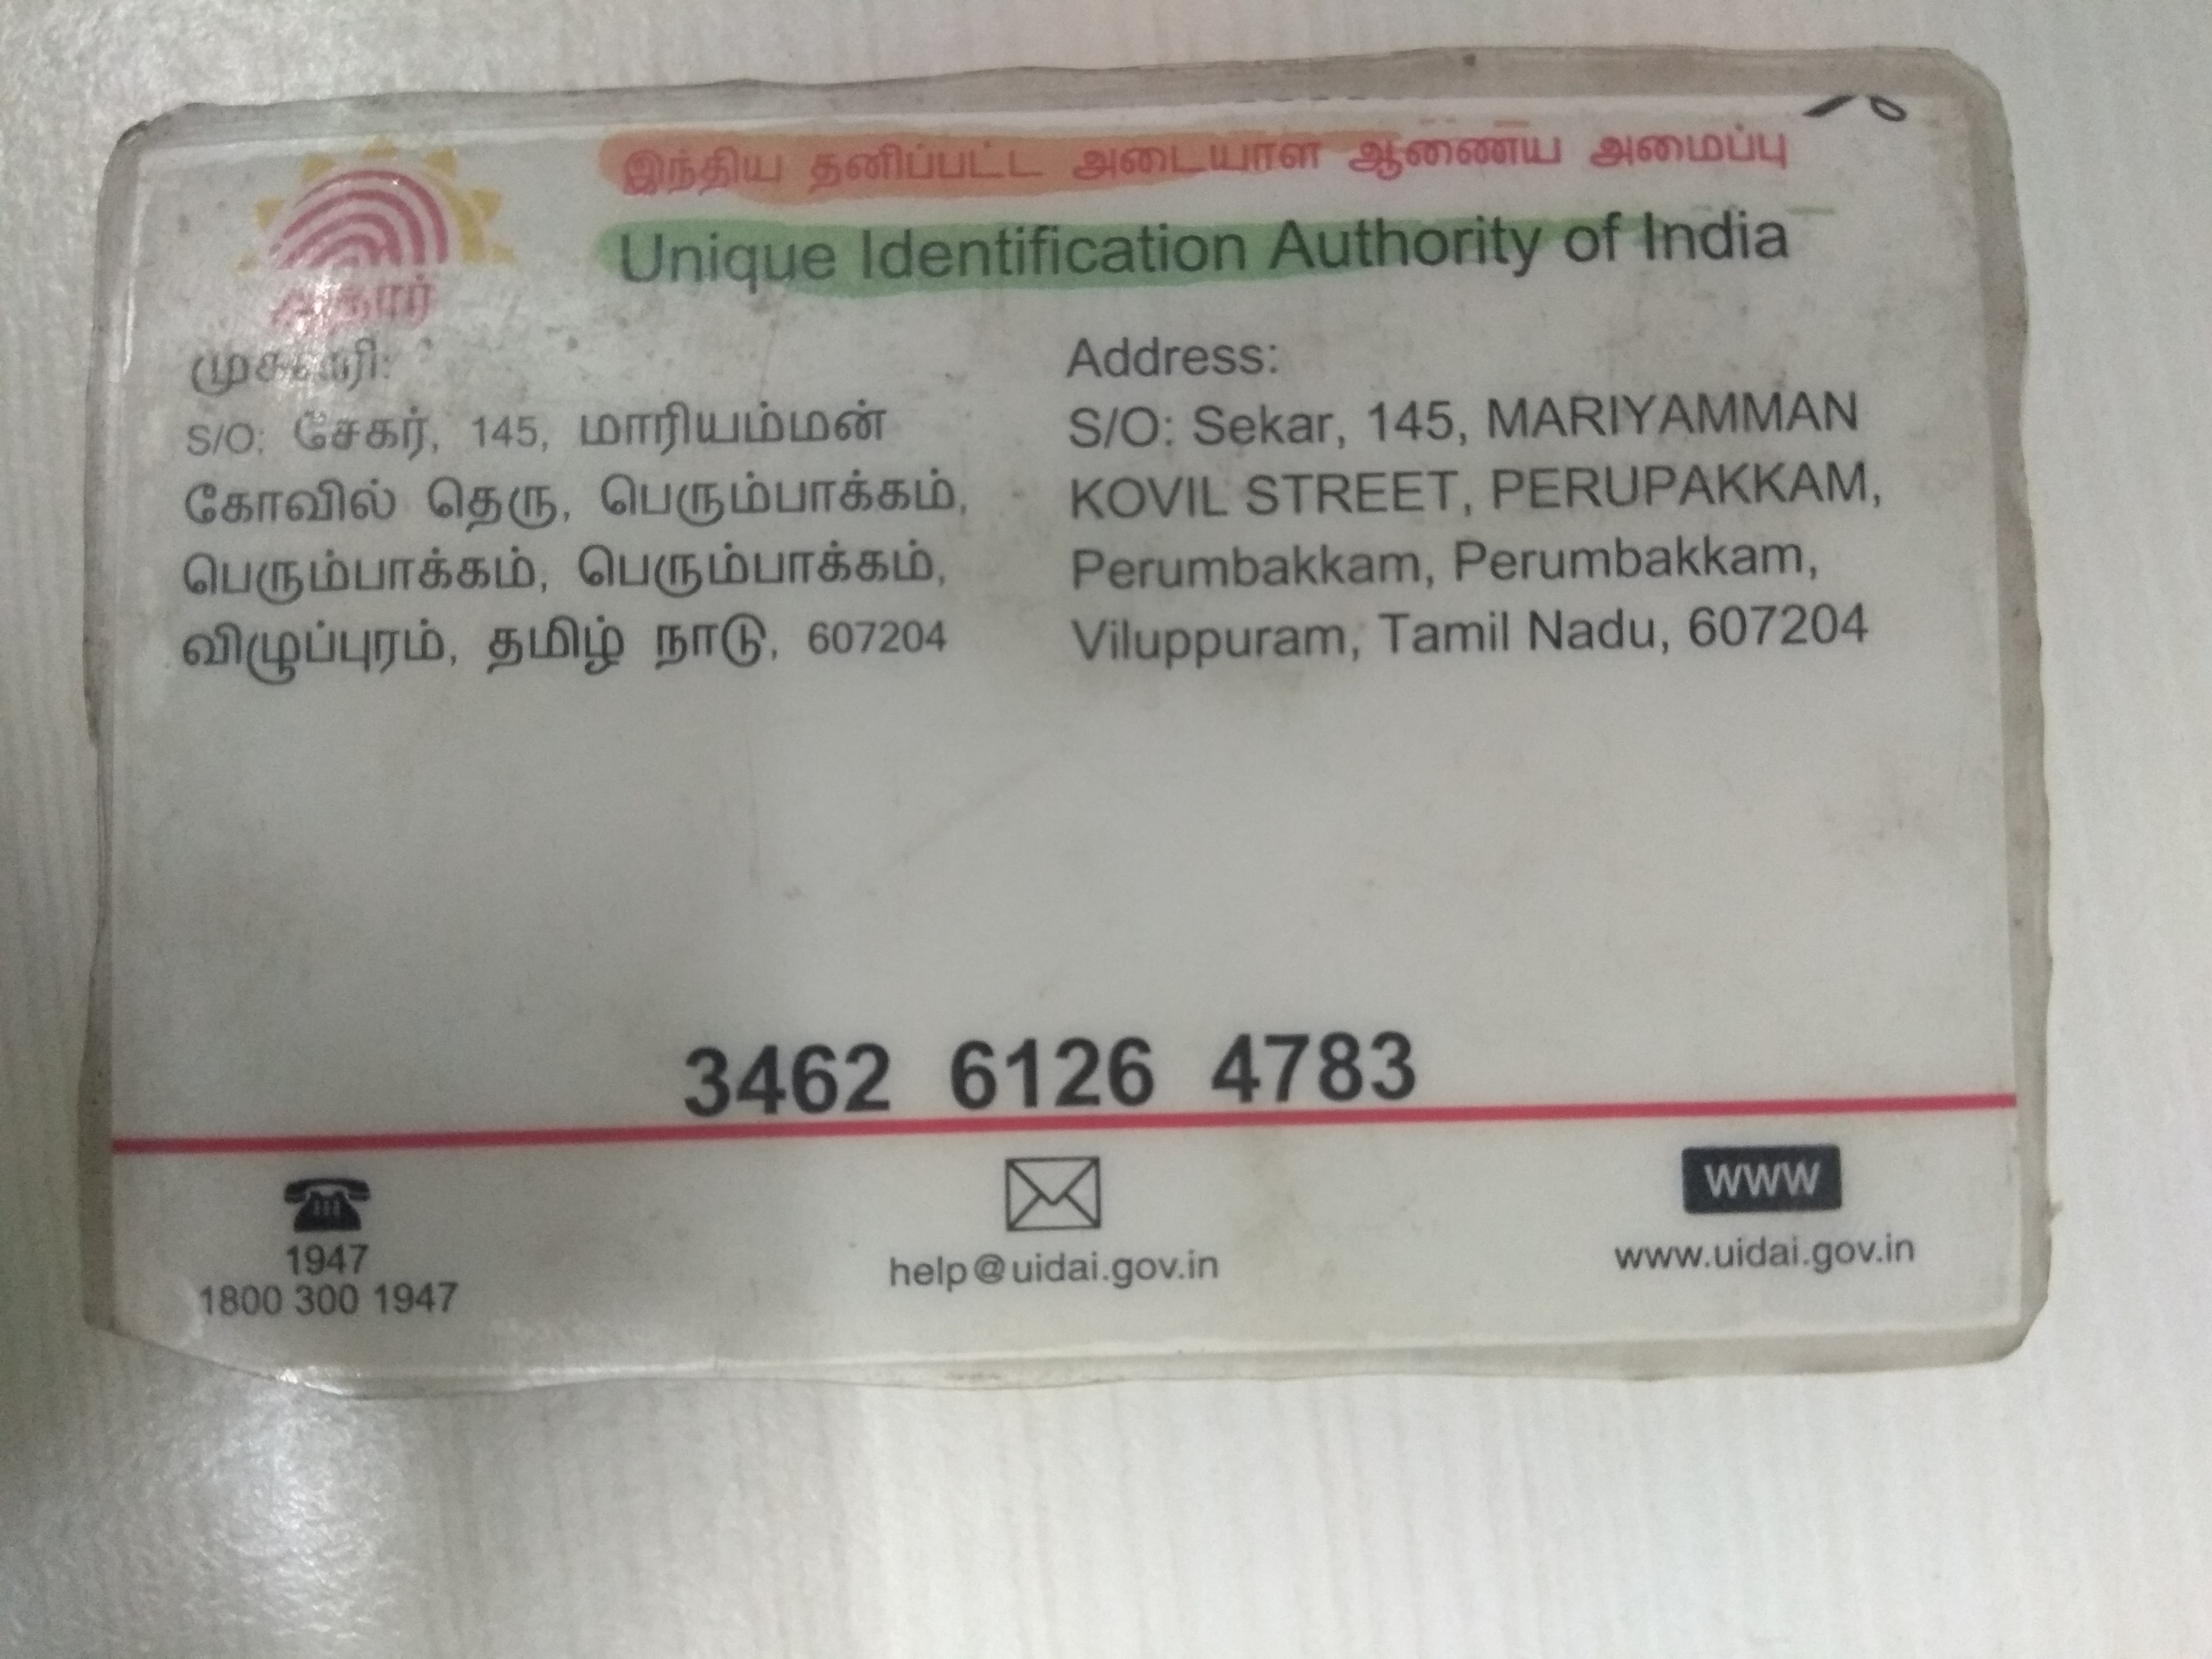 இந்திய தனிப்பட்ட அடையாள ஆணைய அமைப்பு
Unique Identification Authority of India
முகவரி:
S/O: சேகர், 145, மாரியம்மன்
கோவில் தெரு, பெரும்பாக்கம்,
பெரும்பாக்கம், பெரும்பாக்கம்,
விழுப்புரம், தமிழ் நாடு, 607204
Address:
S/O: Sekar, 145, MARIYAMMAN
KOVIL STREET, PERUPAKKAM,
Perumbakkam, Perumbakkam,
Viluppuram, Tamil Nadu, 607204
3462 6126 4783
1947
1800 300 1947
help@uidai.gov.in
WWW
www.uidai.gov.in